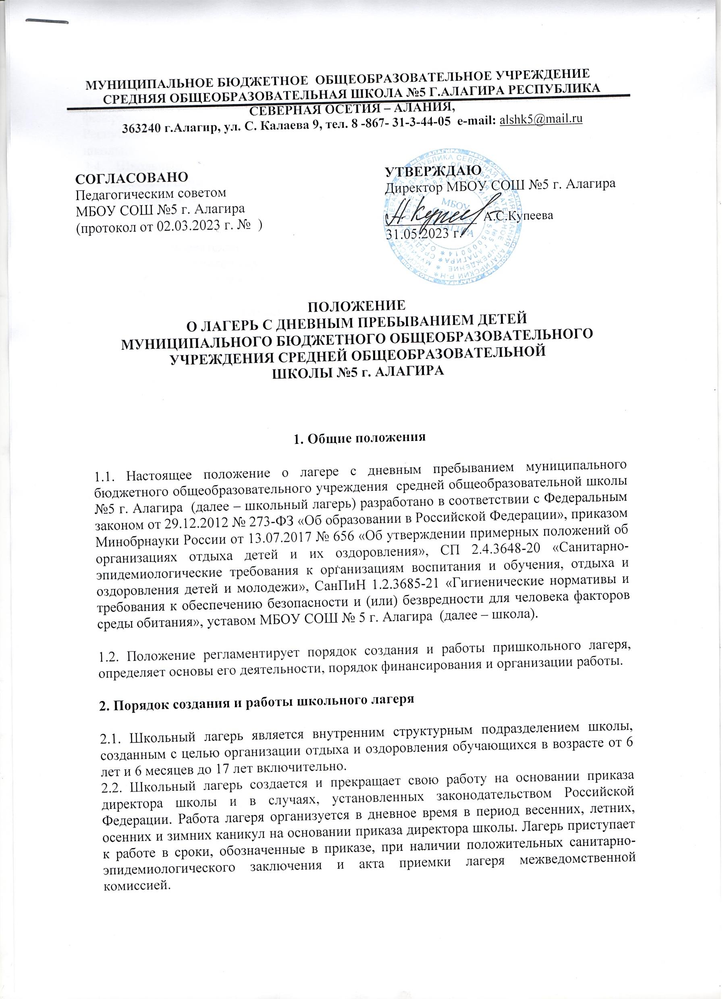 МУНИЦИПАЛЬНОЕ БЮДЖЕТНОЕ  ОБЩЕОБРАЗОВАТЕЛЬНОЕ УЧРЕЖДЕНИЕ
СРЕДНЯЯ ОБЩЕОБРАЗОВАТЕЛЬНАЯ ШКОЛА №5 Г.АЛАГИРА РЕСПУБЛИКА
СЕВЕРНАЯ ОСЕТИЯ – АЛАНИЯ,
363240 г.Алагир, ул. С. Калаева 9, тел. 8 -867- 31-3-44-05  e-mail: alshk5@mail.ru
СОГЛАСОВАНО
Педагогическим советом
МБОУ СОШ №5 г. Алагира
(протокол от 02.03.2023 г. №  )
УТВЕРЖДАЮ
Директор МБОУ СОШ №5 г. Алагира
А.С.Купеева
31.05.2023 г.
МБОУ
АЛАГИРА
ПОЛОЖЕНИЕ
О ЛАГЕРЬ С ДНЕВНЫМ ПРЕБЫВАНИЕМ ДЕТЕЙ
МУНИЦИПАЛЬНОГО БЮДЖЕТНОГО ОБЩЕОБРАЗОВАТЕЛЬНОГО
УЧРЕЖДЕНИЯ СРЕДНЕЙ ОБЩЕОБРАЗОВАТЕЛЬНОЙ
ШКОЛЫ №5 г. АЛАГИРА
1. Общие положения
1.1. Настоящее положение о лагере с дневным пребыванием муниципального
бюджетного общеобразовательного учреждения  средней общеобразовательной школы
№5 г. Алагира  (далее – школьный лагерь) разработано в соответствии с Федеральным
законом от 29.12.2012 № 273-ФЗ «Об образовании в Российской Федерации», приказом
Минобрнауки России от 13.07.2017 № 656 «Об утверждении примерных положений об
организациях отдыха детей и их оздоровления», СП 2.4.3648-20 «Санитарно-
эпидемиологические требования к организациям воспитания и обучения, отдыха и
оздоровления детей и молодежи», СанПиН 1.2.3685-21 «Гигиенические нормативы и
требования к обеспечению безопасности и (или) безвредности для человека факторов
среды обитания», уставом МБОУ СОШ № 5 г. Алагира  (далее – школа).
1.2. Положение регламентирует порядок создания и работы пришкольного лагеря,
определяет основы его деятельности, порядок финансирования и организации работы.
2. Порядок создания и работы школьного лагеря
2.1. Школьный лагерь является внутренним структурным подразделением школы,
созданным с целью организации отдыха и оздоровления обучающихся в возрасте от 6
лет и 6 месяцев до 17 лет включительно.
2.2. Школьный лагерь создается и прекращает свою работу на основании приказа
директора школы и в случаях, установленных законодательством Российской
Федерации. Работа лагеря организуется в дневное время в период весенних, летних,
осенних и зимних каникул на основании приказа директора школы. Лагерь приступает
к работе в сроки, обозначенные в приказе, при наличии положительных санитарно-
эпидемиологического заключения и акта приемки лагеря межведомственной
комиссией.